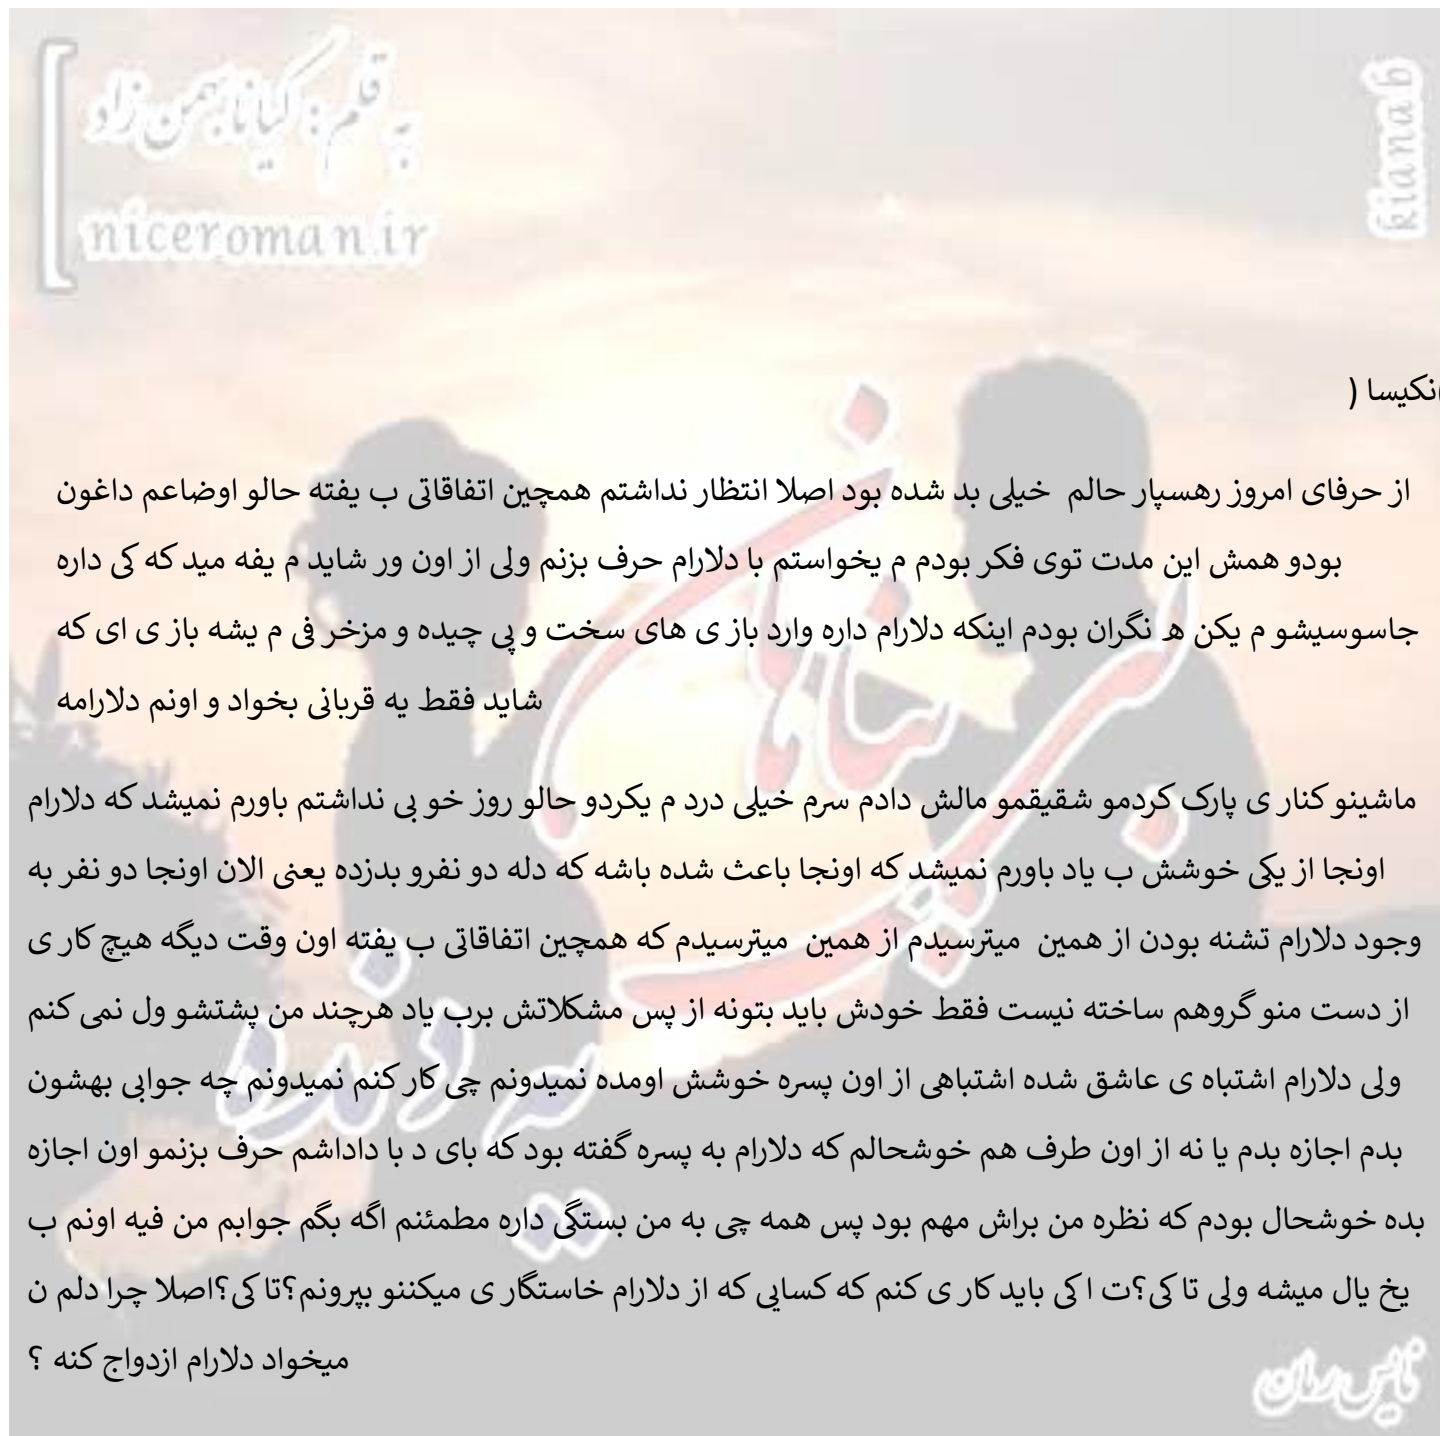 به قلم : کیانا بهمن زاد
niceroman.ir
kiana.b
نکیسا (
از حرفای امروز رهسپار حالم خیلی بد شده بود اصلا انتظار نداشتم همچین اتفاقاتی ب یفته حالو اوضاعم داغون
بودو همش این مدت توی فکر بودم م یخواستم با دلارام حرف بزنم ولی از اون ور شاید م یفه مید که کی داره
جاسوسیشو م یکن ه نگران بودم اینکه دلارام داره وارد باز ی های سخت و پی چیده و مزخر فی م یشه باز ی ای که
شاید فقط یه قربانی بخواد و اونم دلارامه
ماشینو کنار ی پارک کردمو شقیقمو مالش دادم سرم خیلی درد م یکردو حالو روز خو بی نداشتم باورم نمیشد که دلارام
اونجا از یکی خوشش ب یاد باورم نمیشد که اونجا باعث شده باشه که دله دو نفرو بدزده یعنی الان اونجا دو نفر به
وجود دلارام تشنه بودن از همین میترسیدم از همین میترسیدم که همچین اتفاقاتی ب یفته اون وقت دیگه هیچ کار ی
از دست منو گروهم ساخته نیست فقط خودش باید بتونه از پس مشکلاتش برب یاد هرچند من پشتشو ول نمی کنم
ولی دلارام اشتباه ی عاشق شده اشتباهی از اون پسره خوشش اومده نمیدونم چی کار کنم نمیدونم چه جوابی بهشون
بدم اجازه بدم یا نه از اون طرف هم خوشحالم که دلارام به پسره گفته بود که بای د با داداشم حرف بزنمو اون اجازه
بده خوشحال بودم که نظره من براش مهم بود پس همه چی به من بستگی داره مطمئنم اگه بگم جوابم من فیه اونم ب
یخ یال میشه ولی تا کی؟ت ا کی باید کار ی کنم که کسایی که از دلارام خاستگار ی میکننو بپرونم؟تا کی؟اصلا چرا دلم ن
میخواد دلارام ازدواج کنه ؟
نایس رمان